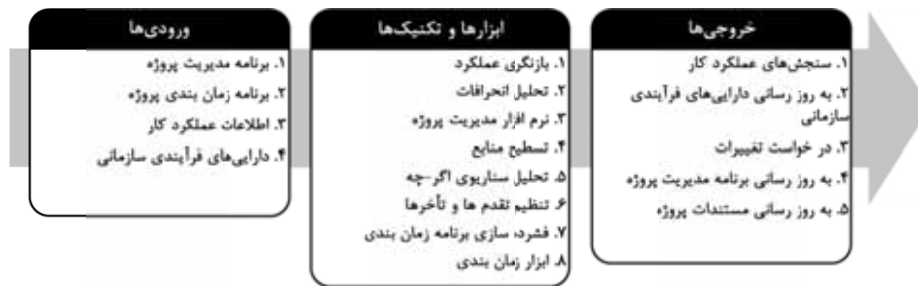 ورودی‌ها
۱. برنامه مدیریت پروژه
۲. برنامه زمان بندی پروژه
۳. اطلاعات عملکرد کار
۴. دارایی‌های فرآیندی سازمانی
ابزارها و تکنیک‌ها
۱. بازنگری عملکرد
۲. تحلیل انحرافات
۳. نرم افزار مدیریت پروژه
۴. تسطیح منابع
۵. تحلیل سناریوی اگر-چه
۶. تنظیم تقدم ها و تأخرها
۷. فشرده سازی برنامه زمان بندی
۸. ابزار زمان بندی
خروجی‌ها
۱. سنجش‌های عملکرد کار
۲. به روز رسانی دارایی‌های فرآیندی
سازمانی
۳. در خواست تغییرات
۴. به روز رسانی برنامه مدیریت پروژه
۵. به روز رسانی مستندات پروژه